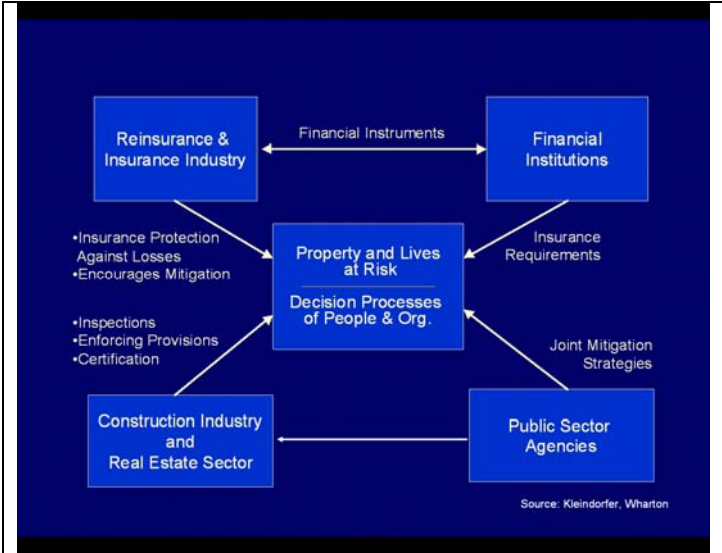 Reinsurance &
Insurance Industry
Financial Instruments
Financial
Institutions
•Insurance Protection
Against Losses
•Encourages Mitigation
Property and Lives
at Risk
Decision Processes
of People & Org.
Insurance
Requirements
•Inspections
•Enforcing Provisions
•Certification
Joint Mitigation
Strategies
Construction Industry
and
Real Estate Sector
Public Sector
Agencies
Source: Kleindorfer, Wharton